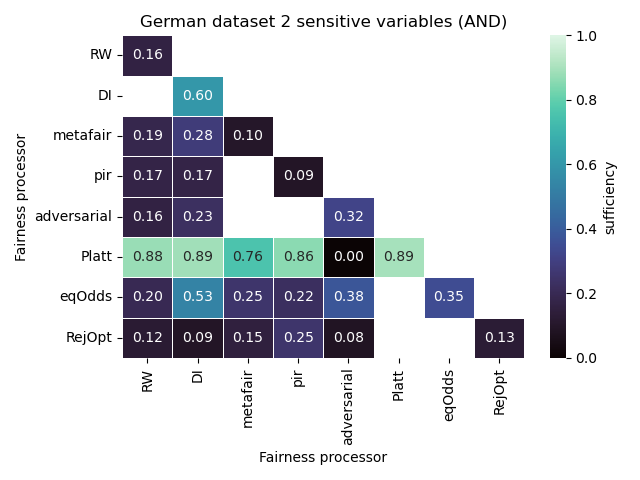 German dataset 2 sensitive variables (AND)
RW 0.16
DI 0.60
metafair 0.19 0.28 0.10
pir 0.17 0.17 0.09
adversarial 0.16 0.23 0.32
Platt 0.88 0.89 0.76 0.86 0.00 0.89
eqOdds 0.20 0.53 0.25 0.22 0.38 0.35
RejOpt 0.12 0.09 0.15 0.25 0.08 0.13
RW DI metafair pir adversarial Platt eqOdds RejOpt
Fairness processor
Fairness processor
1.0
0.8
0.6
0.4
0.2
0.0
sufficiency